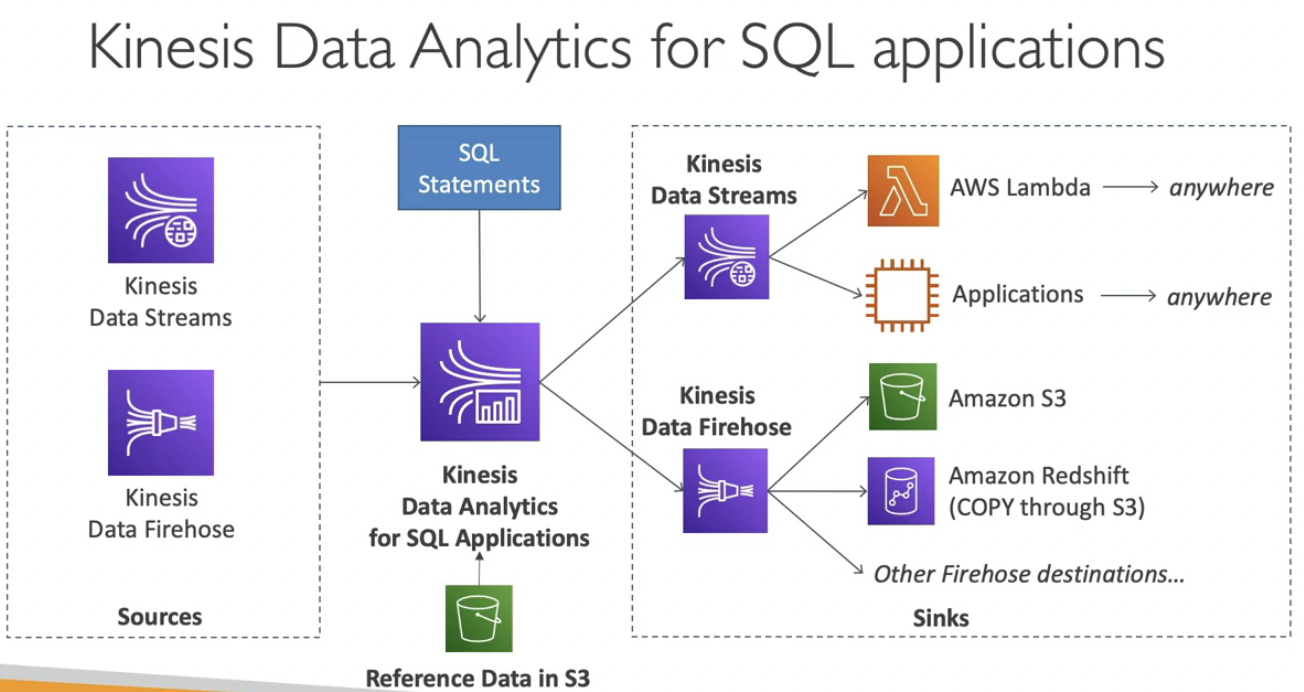 Kinesis Data Analytics for SQL applications
Kinesis
Data Streams
Kinesis
Data Firehose
Sources
SQL
Statements
Kinesis
Data Analytics
for SQL Applications
Reference Data in S3
Kinesis
Data Streams
AWS Lambda
anywhere
Applications
anywhere
Kinesis
Data Firehose
Amazon S3
Amazon Redshift
(COPY through S3)
Other Firehose destinations...
Sinks